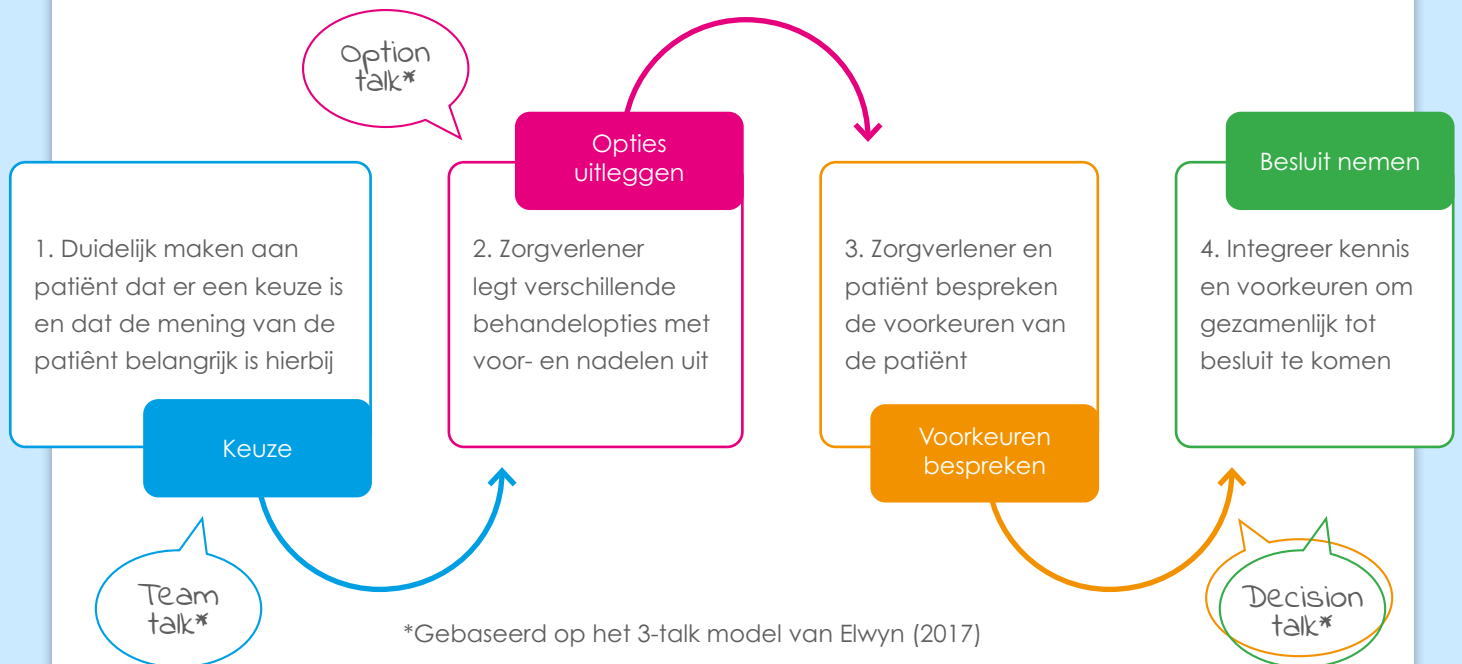 Option
talk*
Opties
uitleggen
Besluit nemen
1. Duidelijk maken aan
patiënt dat er een keuze is
en dat de mening van de
patiênt belangrijk is hierbij
Keuze
2. Zorgverlener
legt verschillende
behandelopties met
voor- en nadelen uit
3. Zorgverlener en
patiënt bespreken
de voorkeuren van
de patiënt
Voorkeuren
bespreken
4. Integreer kennis
en voorkeuren om
gezamenlijk tot
besluit te komen
Team
talk*
Decision
talk*
*Gebaseerd op het 3-talk model van Elwyn (2017)